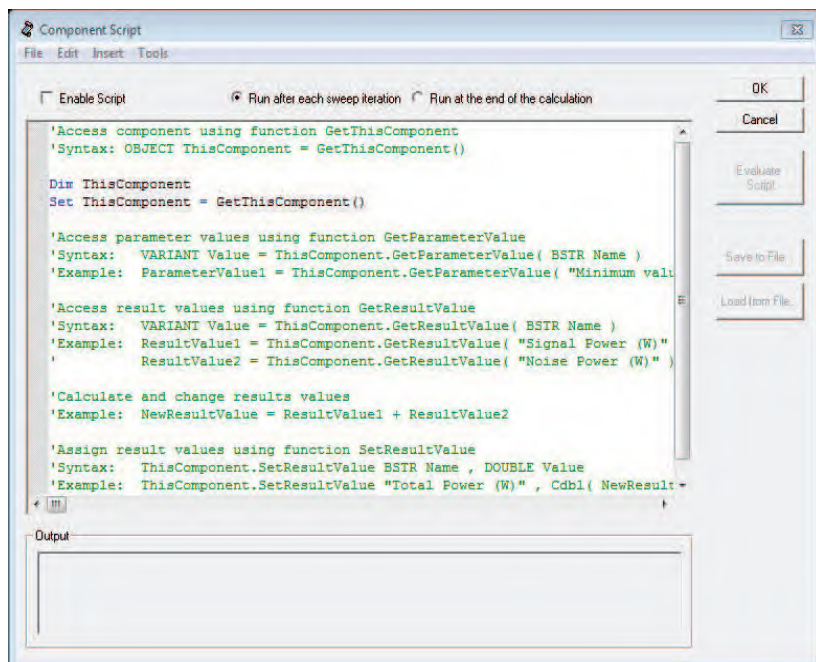 Component Script
File Edit Insert Tools
Enable Script Run after each sweep iteration Run at the end of the calculation
OK
Cancel
Evaluate
Script
Save to File
Load from File
'Access component using function GetThisComponent
'Syntax: OBJECT ThisComponent = GetThisComponent()
Dim ThisComponent
Set ThisComponent = GetThisComponent()
'Access parameter values using function GetParameterValue
'Syntax: VARIANT Value = ThisComponent.GetParameterValue( BSTR Name )
'Example: ParameterValue1 = ThisComponent.GetParameterValue( "Minimum valu
'Access result values using function GetResultValue
'Syntax: VARIANT Value = ThisComponent.GetResultValue( BSTR Name )
'Example: ResultValue1 = ThisComponent.GetResultValue( "Signal Power (W)"
' ResultValue2 = ThisComponent.GetResultValue( "Noise Power (W)" )
'Calculate and change results values
'Example: NewResultValue = ResultValue1 + ResultValue2
'Assign result values using function SetResultValue
'Syntax: ThisComponent.SetResultValue BSTR Name , DOUBLE Value
'Example: ThisComponent.SetResultValue "Total Power (W)" , Cdbl( NewResult
Output